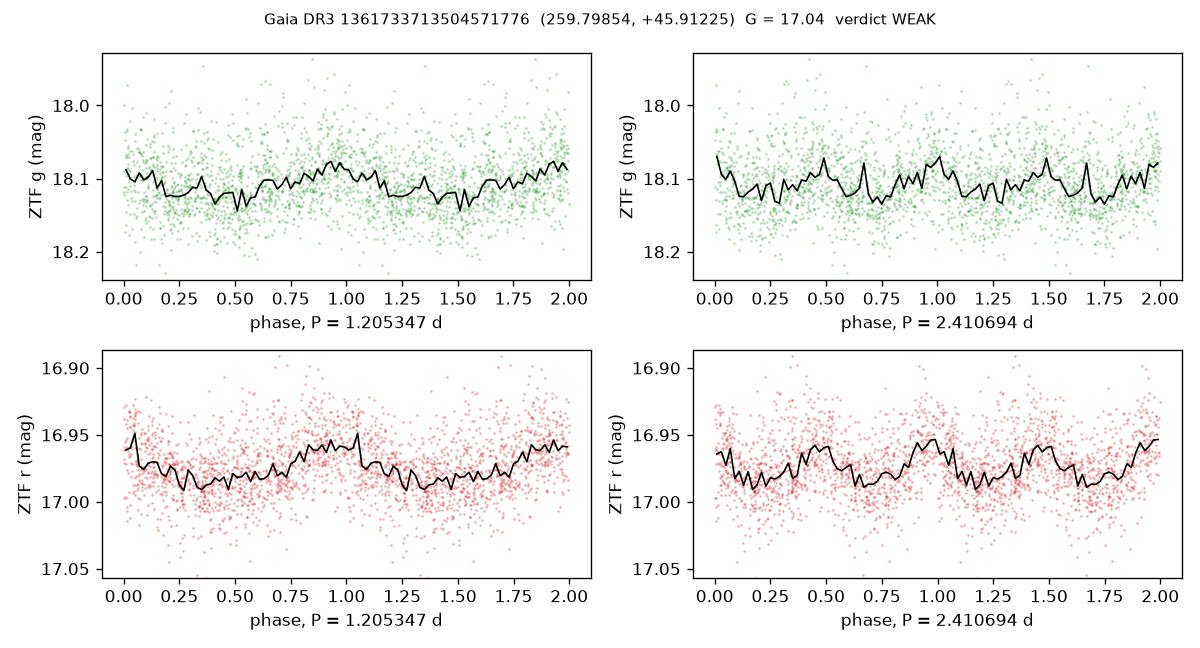 Gaia DR3 1361733713504571776 (259.79854, +45.91225) G = 17.04 verdict WEAK
ZTF g (mag)
18.0
18.1
18.2
0.00 0.25 0.50 0.75 1.00 1.25 1.50 1.75 2.00
phase, P = 1.205347 d
ZTF g (mag)
18.0
18.1
18.2
0.00 0.25 0.50 0.75 1.00 1.25 1.50 1.75 2.00
phase, P = 2.410694 d
ZTF r (mag)
16.90
16.95
17.00
17.05
0.00 0.25 0.50 0.75 1.00 1.25 1.50 1.75 2.00
phase, P = 1.205347 d
ZTF r (mag)
16.90
16.95
17.00
17.05
0.00 0.25 0.50 0.75 1.00 1.25 1.50 1.75 2.00
phase, P = 2.410694 d